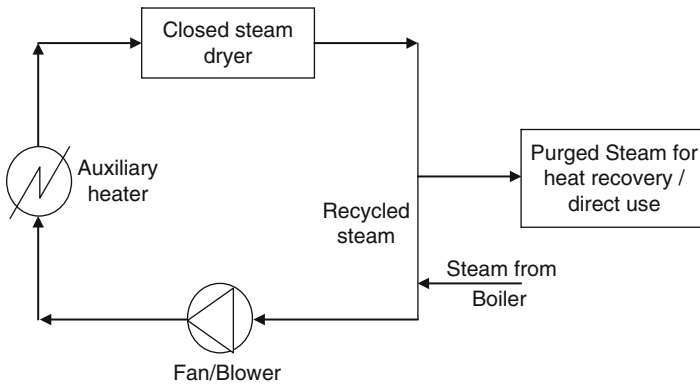 Closed steam
dryer
Auxiliary
heater
Purged Steam for
heat recovery /
direct use
Recycled
steam
Steam from
Boiler
Fan/Blower